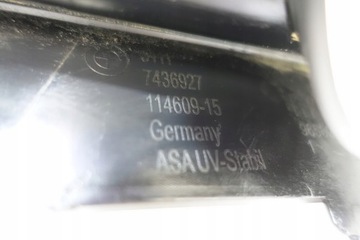 7436927
114609-15
Germany
ASA UV-Stabil